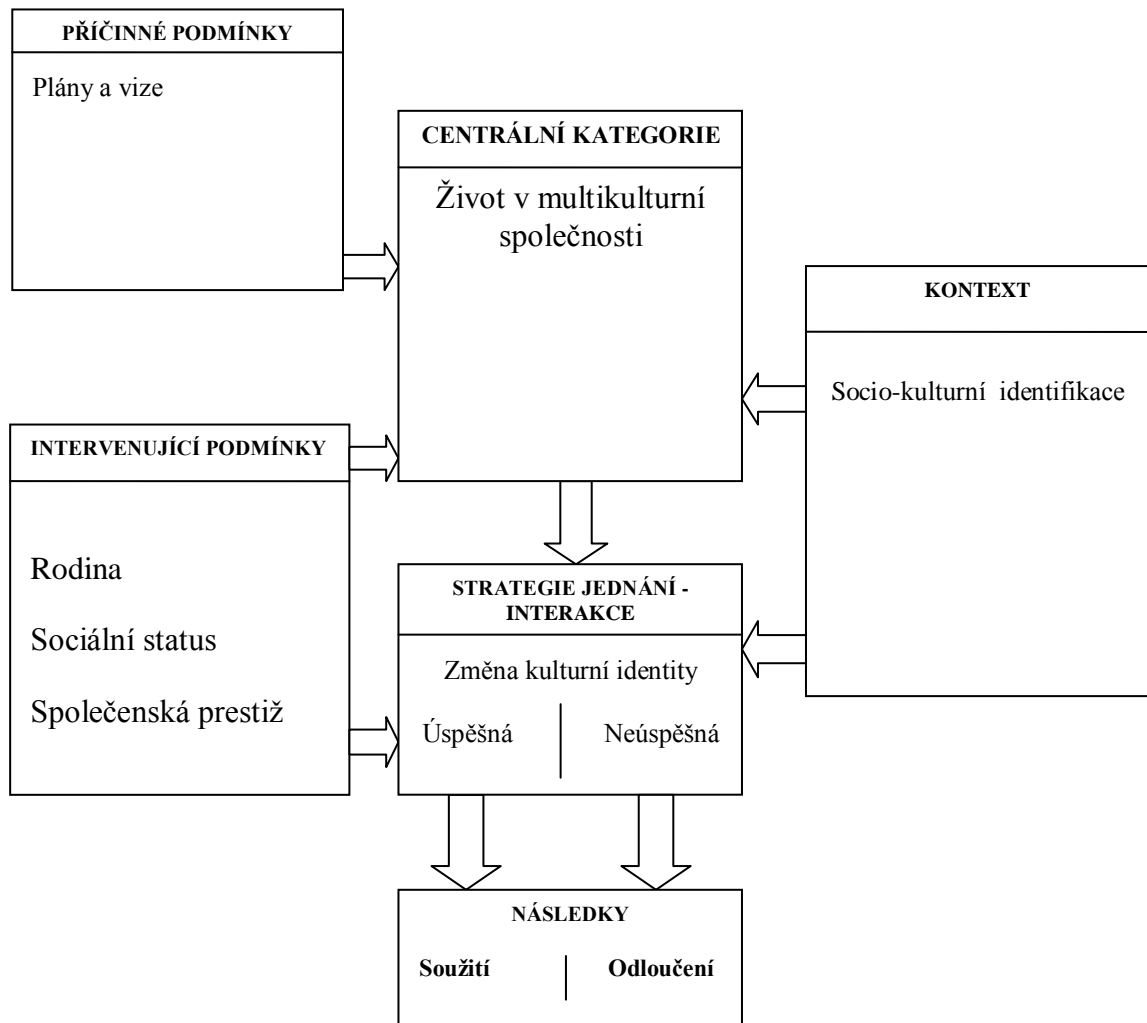 PŘÍČINNÉ PODMÍNKY
Plány a vize
CENTRÁLNÍ KATEGORIE
Život v multikulturní
společnosti
KONTEXT
Socio-kulturní identifikace
INTERVENUJÍCÍ PODMÍNKY
Rodina
Sociální status
Společenská prestiž
STRATEGIE JEDNÁNÍ -
INTERAKCE
Změna kulturní identity
Úspěšná
Neúspěšná
NÁSLEDKY
Soužití
Odloučení